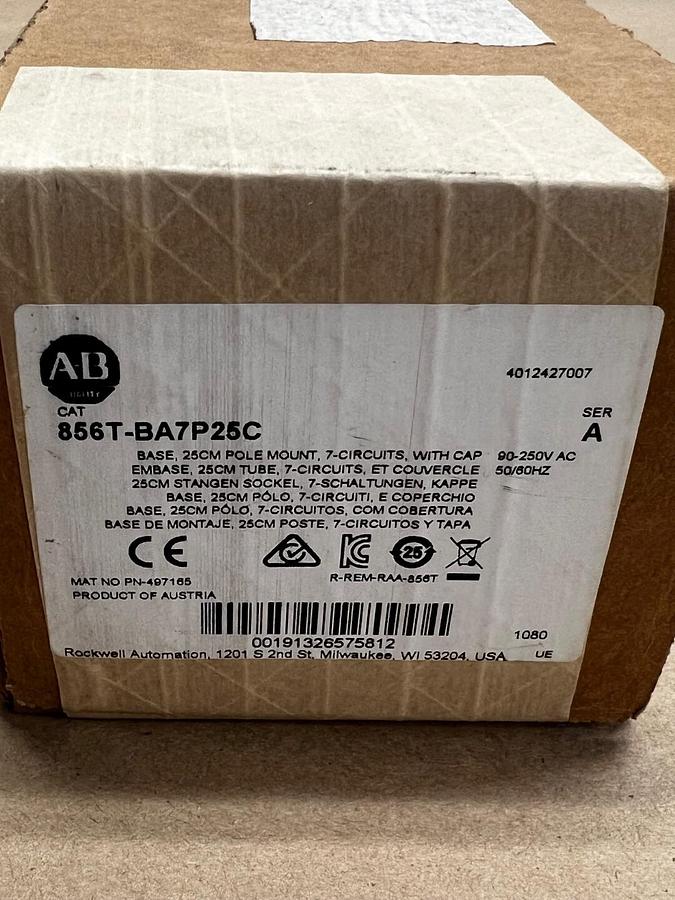 AB
QUALITY
4012427007
CAT
SER
856T-BA7P25C
A
BASE, 25CM POLE MOUNT, 7-CIRCUITS, WITH CAP 90-250V AC
EMBASE, 25CM TUBE, 7-CIRCUITS, ET COUVERCLE 50/60HZ
25CM STANGEN SOCKEL, 7-SCHALTUNGEN, KAPPE
BASE, 25CM PÓLO, 7-CIRCUITI, E COPERCHIO
BASE, 25CM PÓLO, 7-CIRCUITOS, COM COBERTURA
BASE DE MONTAJE, 25CM POSTE, 7-CIRCUITOS Y TAPA
CE KC 25
R-REM-RAA-856T
MAT NO PN-497165
PRODUCT OF AUSTRIA
00191326575812
1080
Rockwell Automation, 1201 S 2nd St, Milwaukee, WI 53204, USA UE